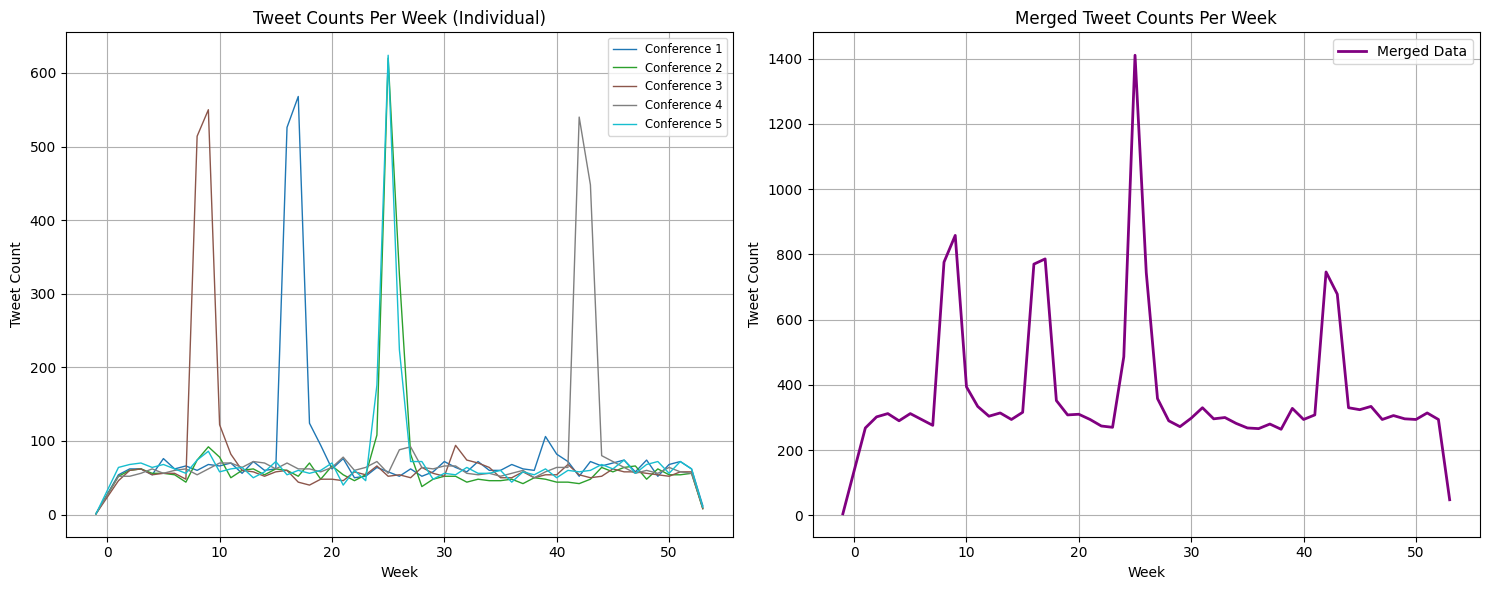 Tweet Counts Per Week (Individual)
Tweet Count
600
500
400
300
200
100
0
Conference 1
Conference 2
Conference 3
Conference 4
Conference 5
0 10 20 30 40 50
Week
Merged Tweet Counts Per Week
Tweet Count
1400
1200
1000
800
600
400
200
0
Merged Data
0 10 20 30 40 50
Week